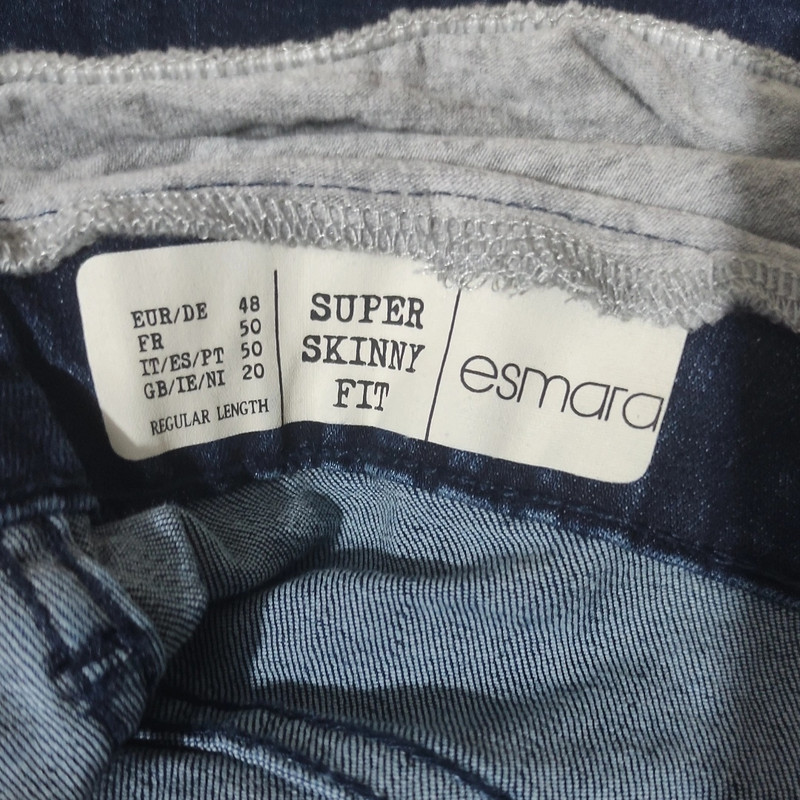 EUR/DE 48
FR 50
IT/ES/PT 50
GB/IE/NI 20
REGULAR LENGTH
SUPER
SKINNY
FIT
esmara